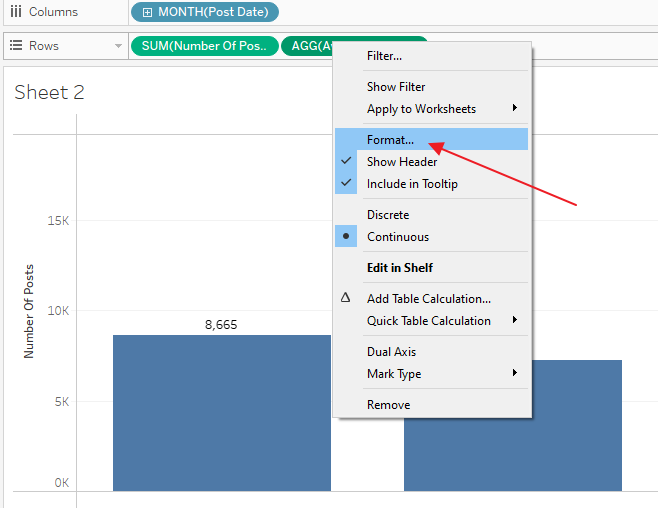 Columns
MONTH(Post Date)
Rows
SUM(Number Of Pos..
AGG(A
Sheet 2
Filter...
Show Filter
Apply to Worksheets
Format...
Show Header
Include in Tooltip
Discrete
Continuous
Edit in Shelf
Add Table Calculation...
Quick Table Calculation
Dual Axis
Mark Type
Remove
Number Of Posts
15K
10K
5K
0K
8,665